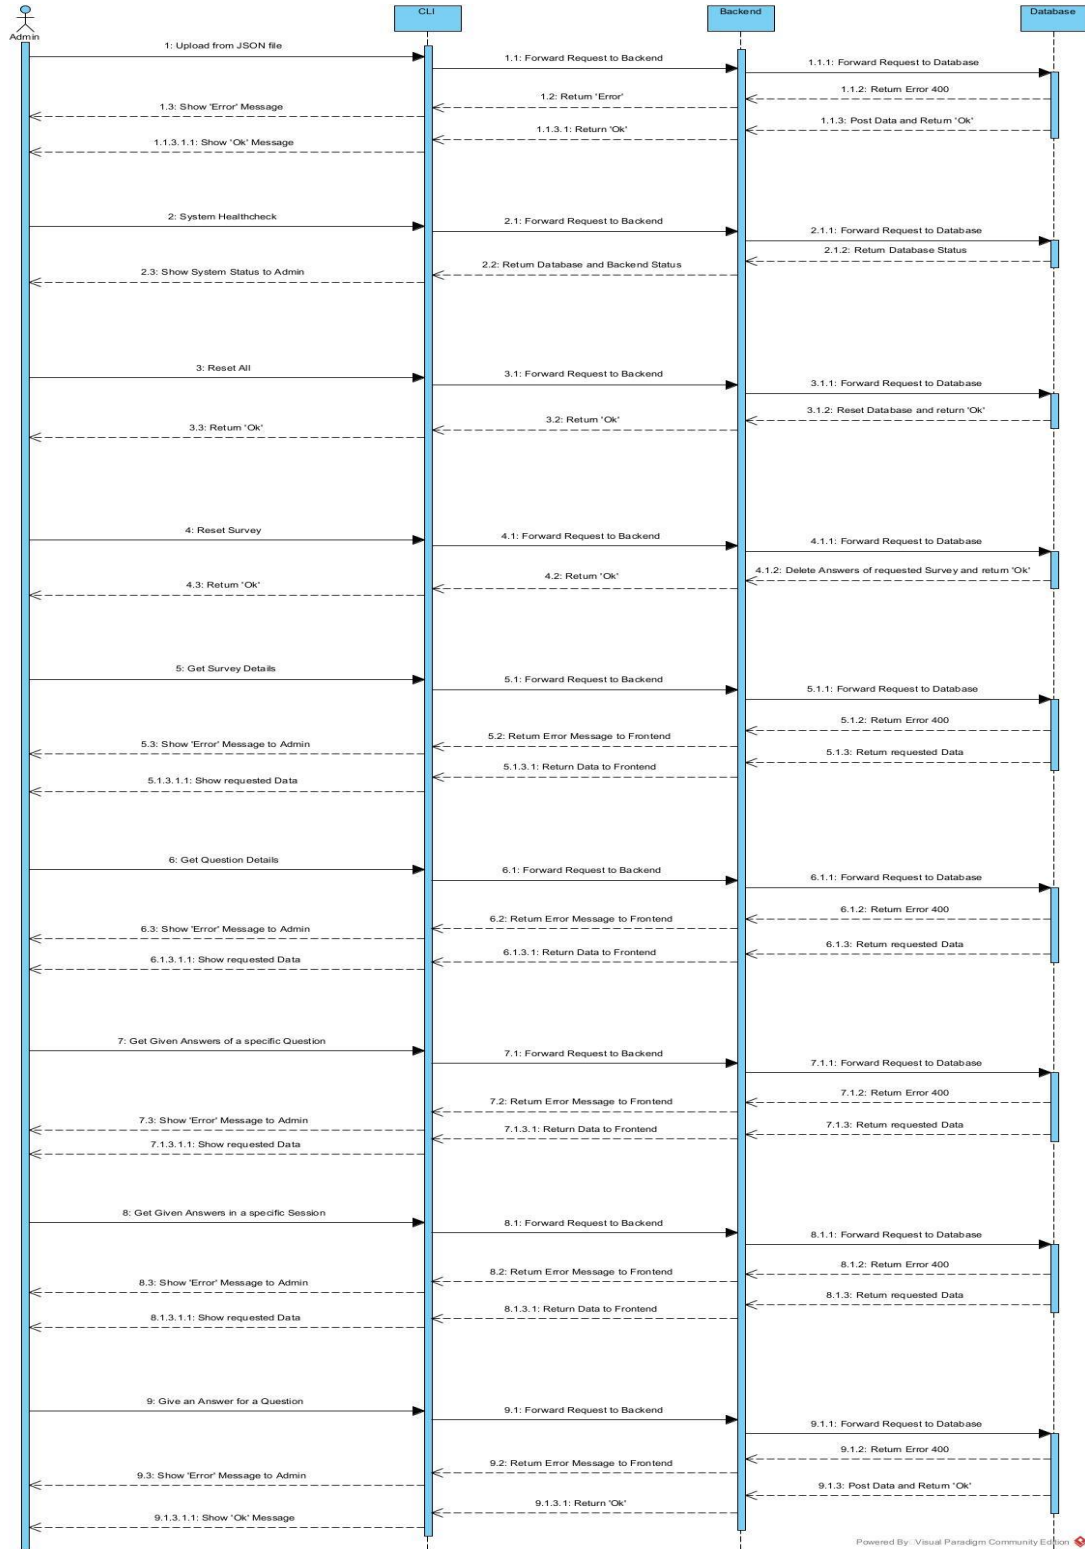 CLI
Backend
Database
Admin
1: Upload from JSON file
1.1: Forward Request to Backend
1.1.1: Forward Request to Database
1.1.2: Return Error 400
1.2: Return 'Error'
1.3: Show 'Error' Message
1.1.3: Post Data and Return 'Ok'
1.1.3.1: Return 'Ok'
1.1.3.1.1: Show 'Ok' Message
2: System Healthcheck
2.1: Forward Request to Backend
2.1.1: Forward Request to Database
2.1.2: Return Database Status
2.2: Return Database and Backend Status
2.3: Show System Status to Admin
3: Reset All
3.1: Forward Request to Backend
3.1.1: Forward Request to Database
3.1.2: Reset Database and return 'Ok'
3.2: Return 'Ok'
3.3: Return 'Ok'
4: Reset Survey
4.1: Forward Request to Backend
4.1.1: Forward Request to Database
4.1.2: Delete Answers of requested Survey and return 'Ok'
4.2: Return 'Ok'
4.3: Return 'Ok'
5: Get Survey Details
5.1: Forward Request to Backend
5.1.1: Forward Request to Database
5.1.2: Return Error 400
5.2: Return Error Message to Frontend
5.3: Show 'Error' Message to Admin
5.1.3: Return requested Data
5.1.3.1: Return Data to Frontend
5.1.3.1.1: Show requested Data
6: Get Question Details
6.1: Forward Request to Backend
6.1.1: Forward Request to Database
6.1.2: Return Error 400
6.2: Return Error Message to Frontend
6.3: Show 'Error' Message to Admin
6.1.3: Return requested Data
6.1.3.1: Return Data to Frontend
6.1.3.1.1: Show requested Data
7: Get Given Answers of a specific Question
7.1: Forward Request to Backend
7.1.1: Forward Request to Database
7.1.2: Return Error 400
7.2: Return Error Message to Frontend
7.3: Show 'Error' Message to Admin
7.1.3: Return requested Data
7.1.3.1: Return Data to Frontend
7.1.3.1.1: Show requested Data
8: Get Given Answers in a specific Session
8.1: Forward Request to Backend
8.1.1: Forward Request to Database
8.1.2: Return Error 400
8.2: Return Error Message to Frontend
8.3: Show 'Error' Message to Admin
8.1.3: Return requested Data
8.1.3.1: Return Data to Frontend
8.1.3.1.1: Show requested Data
9: Give an Answer for a Question
9.1: Forward Request to Backend
9.1.1: Forward Request to Database
9.1.2: Return Error 400
9.2: Return Error Message to Frontend
9.3: Show 'Error' Message to Admin
9.1.3: Post Data and Return 'Ok'
9.1.3.1: Return 'Ok'
9.1.3.1.1: Show 'Ok' Message
Powered By Visual Paradigm Community Edition